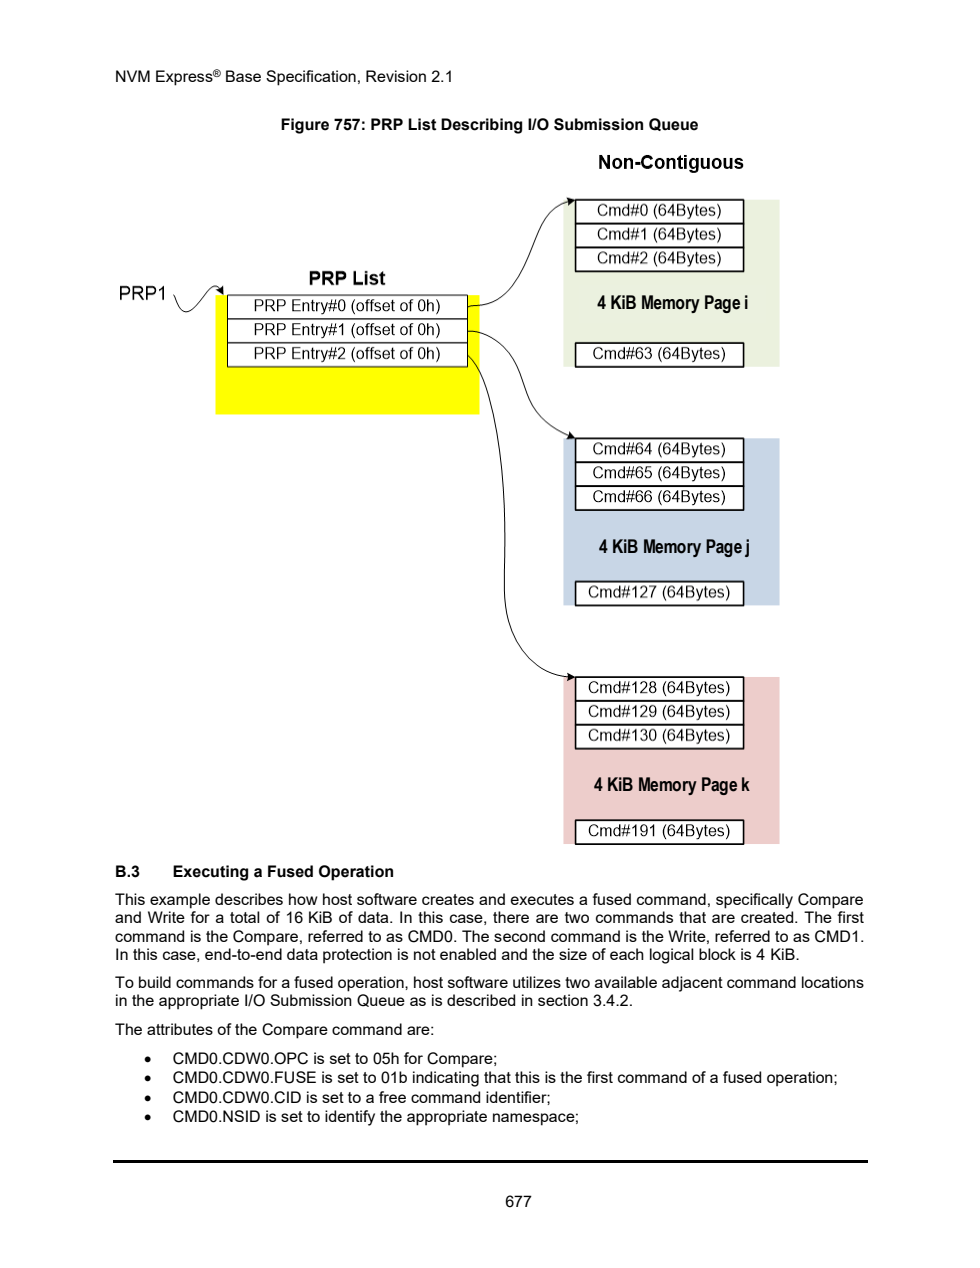 NVM Express® Base Specification, Revision 2.1
Figure 757: PRP List Describing I/O Submission Queue
Non-Contiguous
Cmd#0 (64Bytes)
Cmd#1 (64Bytes)
Cmd#2 (64Bytes)
4 KiB Memory Page i
Cmd#63 (64Bytes)
PRP1
PRP List
PRP Entry#0 (offset of 0h)
PRP Entry#1 (offset of 0h)
PRP Entry#2 (offset of 0h)
Cmd#64 (64Bytes)
Cmd#65 (64Bytes)
Cmd#66 (64Bytes)
4 KiB Memory Page j
Cmd#127 (64Bytes)
Cmd#128 (64Bytes)
Cmd#129 (64Bytes)
Cmd#130 (64Bytes)
4 KiB Memory Page k
Cmd#191 (64Bytes)
B.3 Executing a Fused Operation
This example describes how host software creates and executes a fused command, specifically Compare
and Write for a total of 16 KiB of data. In this case, there are two commands that are created. The first
command is the Compare, referred to as CMD0. The second command is the Write, referred to as CMD1.
In this case, end-to-end data protection is not enabled and the size of each logical block is 4 KiB.
To build commands for a fused operation, host software utilizes two available adjacent command locations
in the appropriate I/O Submission Queue as is described in section 3.4.2.
The attributes of the Compare command are:
• CMD0.CDW0.OPC is set to 05h for Compare;
• CMD0.CDW0.FUSE is set to 01b indicating that this is the first command of a fused operation;
• CMD0.CDW0.CID is set to a free command identifier;
• CMD0.NSID is set to identify the appropriate namespace;
677